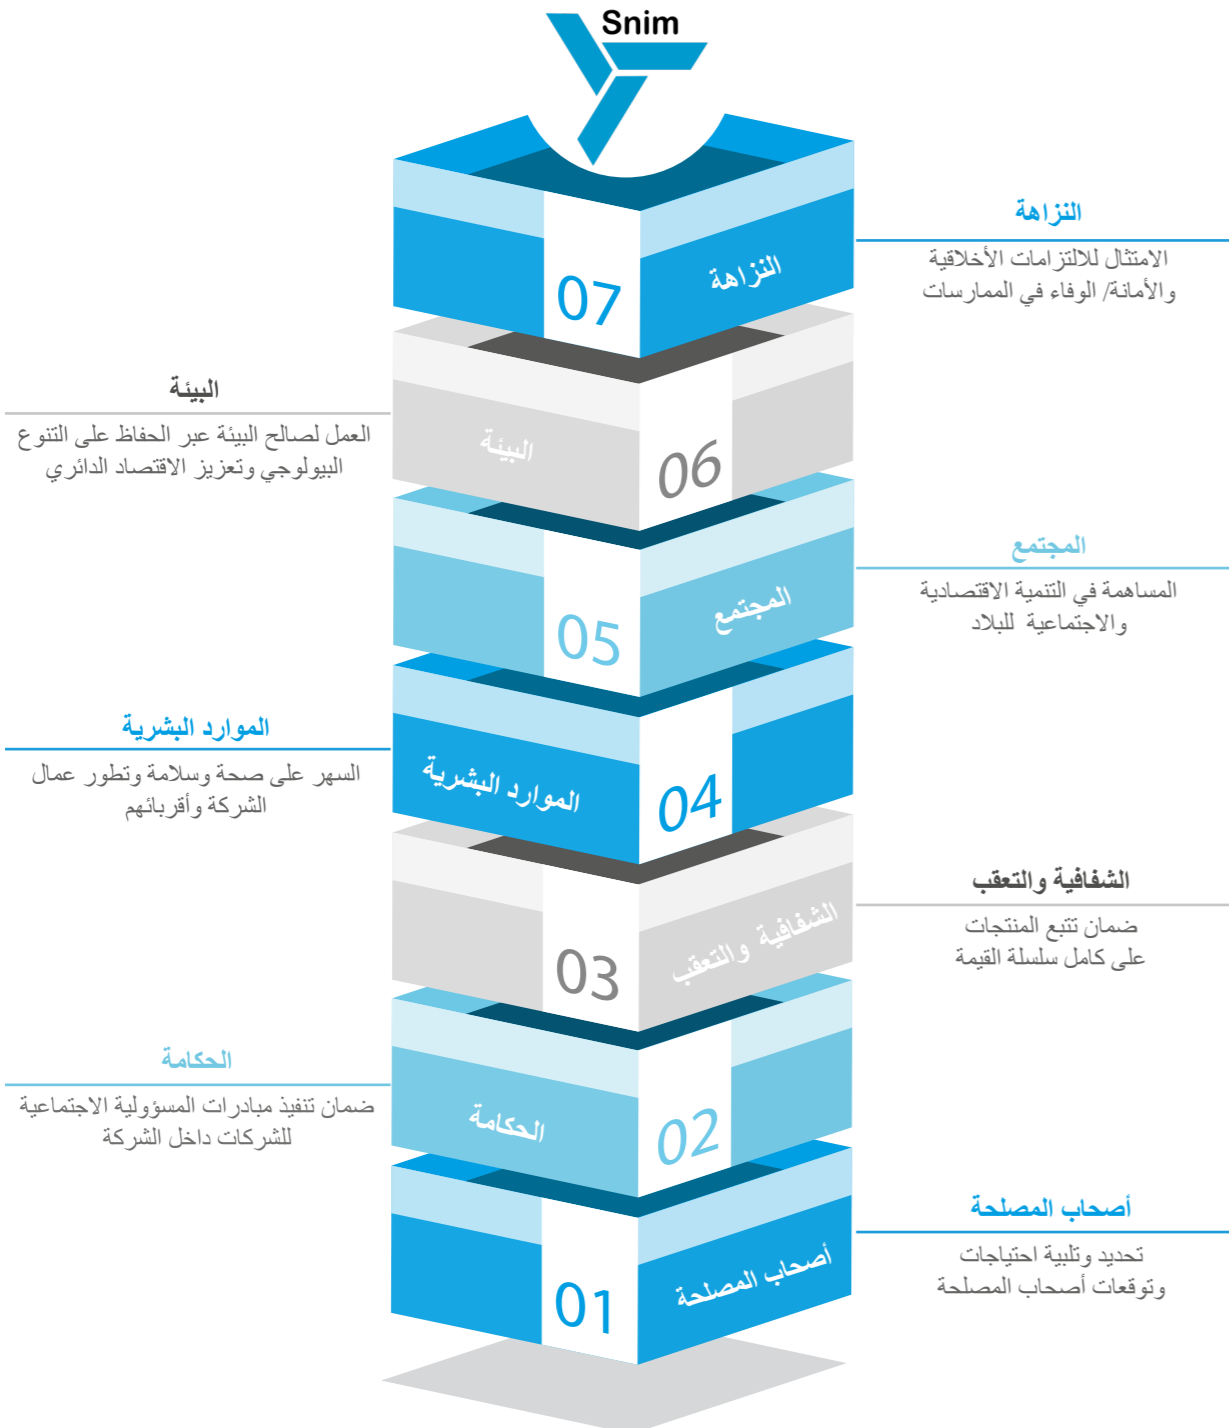 Snim
النزاهة
الامتثال للالتزامات الأخلاقية
والأمانة/ الوفاء في الممارسات
07
النزاهة
البيئة
العمل لصالح البيئة عبر الحفاظ على التنوع
البيولوجي وتعزيز الاقتصاد الدائري
البيئة
06
المجتمع
المساهمة في التنمية الاقتصادية
والاجتماعية للبلاد
05
المجتمع
الموارد البشرية
السهر على صحة وسلامة وتطور عمال
الشركة وأقربائهم
الموارد البشرية
04
الشفافية والتعقب
ضمان تتبع المنتجات
على كامل سلسلة القيمة
03
الشفافية والتعقب
الحكامة
ضمان تنفيذ مبادرات المسؤولية الاجتماعية
للشركات داخل الشركة
الحكامة
02
أصحاب المصلحة
تحديد وتلبية احتياجات
وتوقعات أصحاب المصلحة
01
أصحاب المصلحة